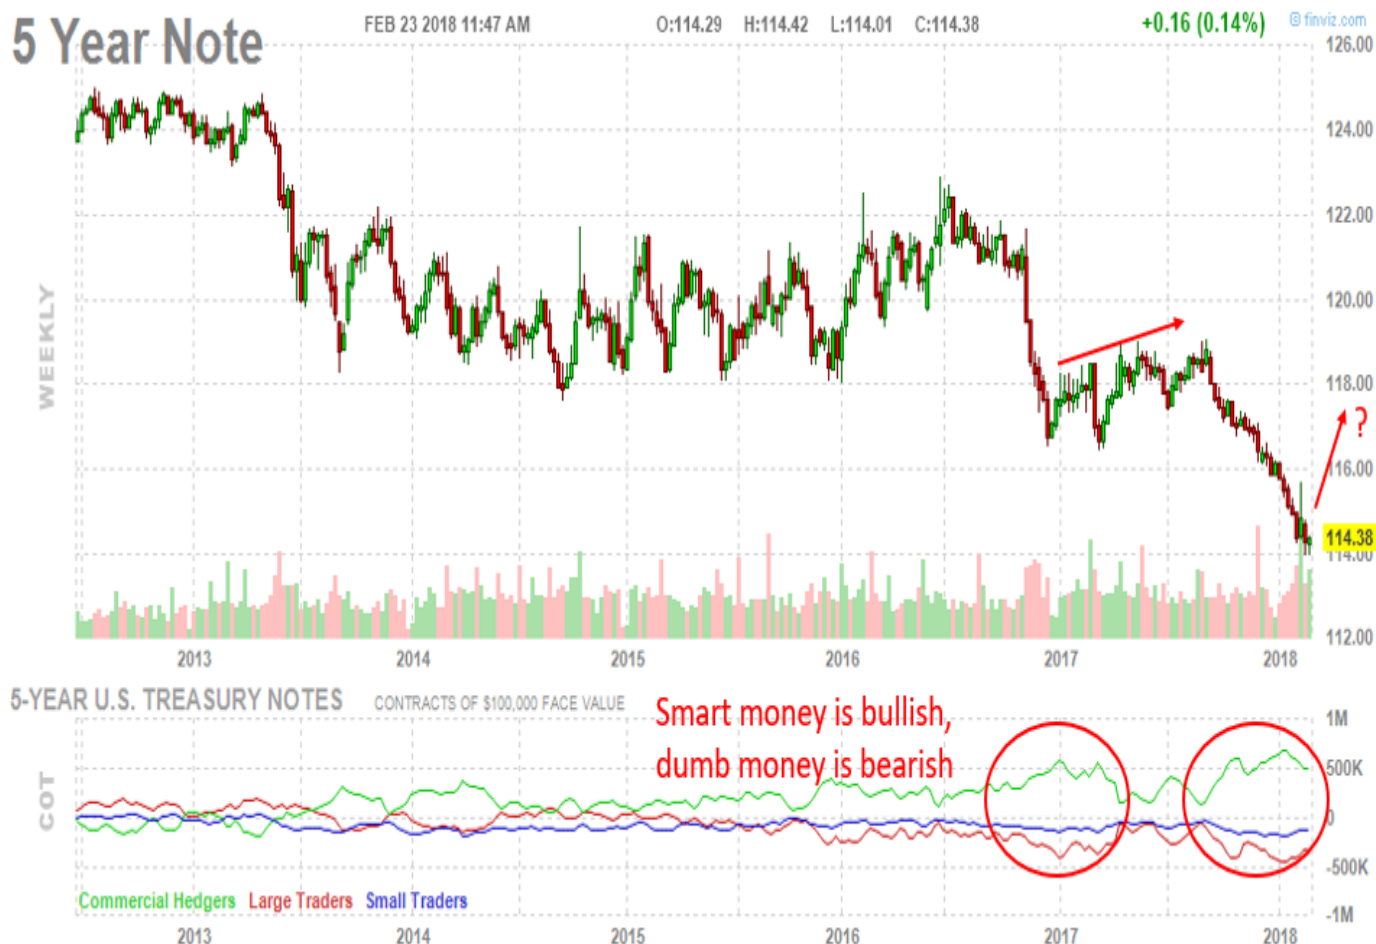 5 Year Note
FEB 23 2018 11:47 AM O:114.29 H:114.42 L:114.01 C:114.38 +0.16 (0.14%) © finviz.com
126.00
124.00
122.00
120.00
118.00
?
116.00
114.38
114.00
112.00
WEEKLY
2013 2014 2015 2016 2017 2018
5-YEAR U.S. TREASURY NOTES CONTRACTS OF $100,000 FACE VALUE
Smart money is bullish,
dumb money is bearish
1M
500K
0
-500K
-1M
COT
Commercial Hedgers Large Traders Small Traders
2013 2014 2015 2016 2017 2018